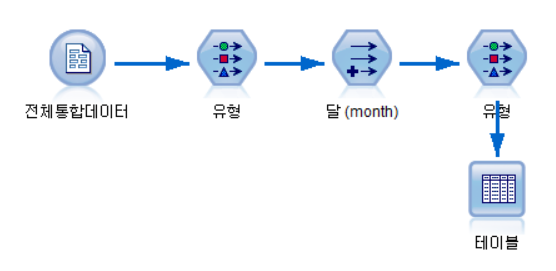 전체통합데이터
유형
달 (month)
유형
테이블